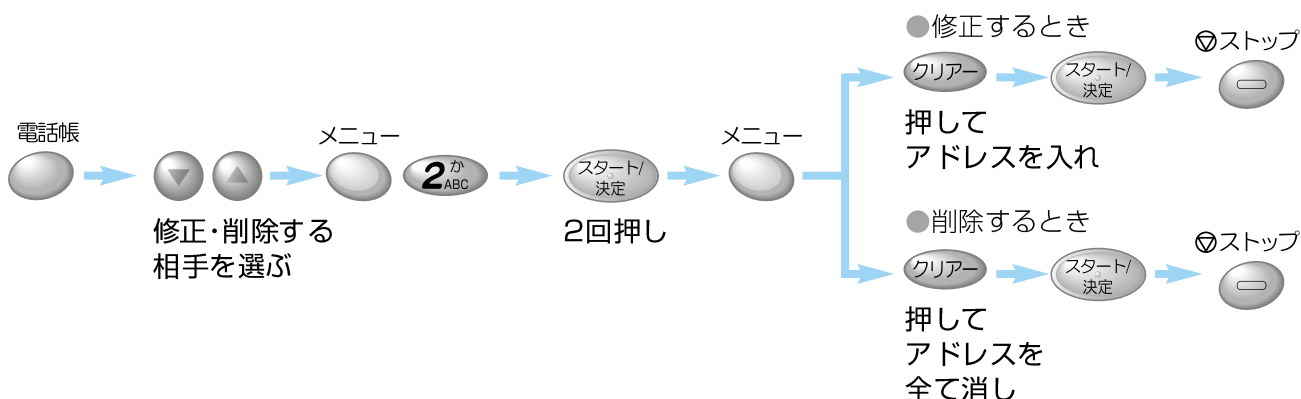 電話帳
修正・削除する
相手を選ぶ
メニュー
2か
ABC
スタート/
決定
2回押し
メニュー
●修正するとき
クリアー
押して
アドレスを入れ
スタート/
決定
ストップ
●削除するとき
クリアー
押して
アドレスを
全て消し
スタート/
決定
ストップ